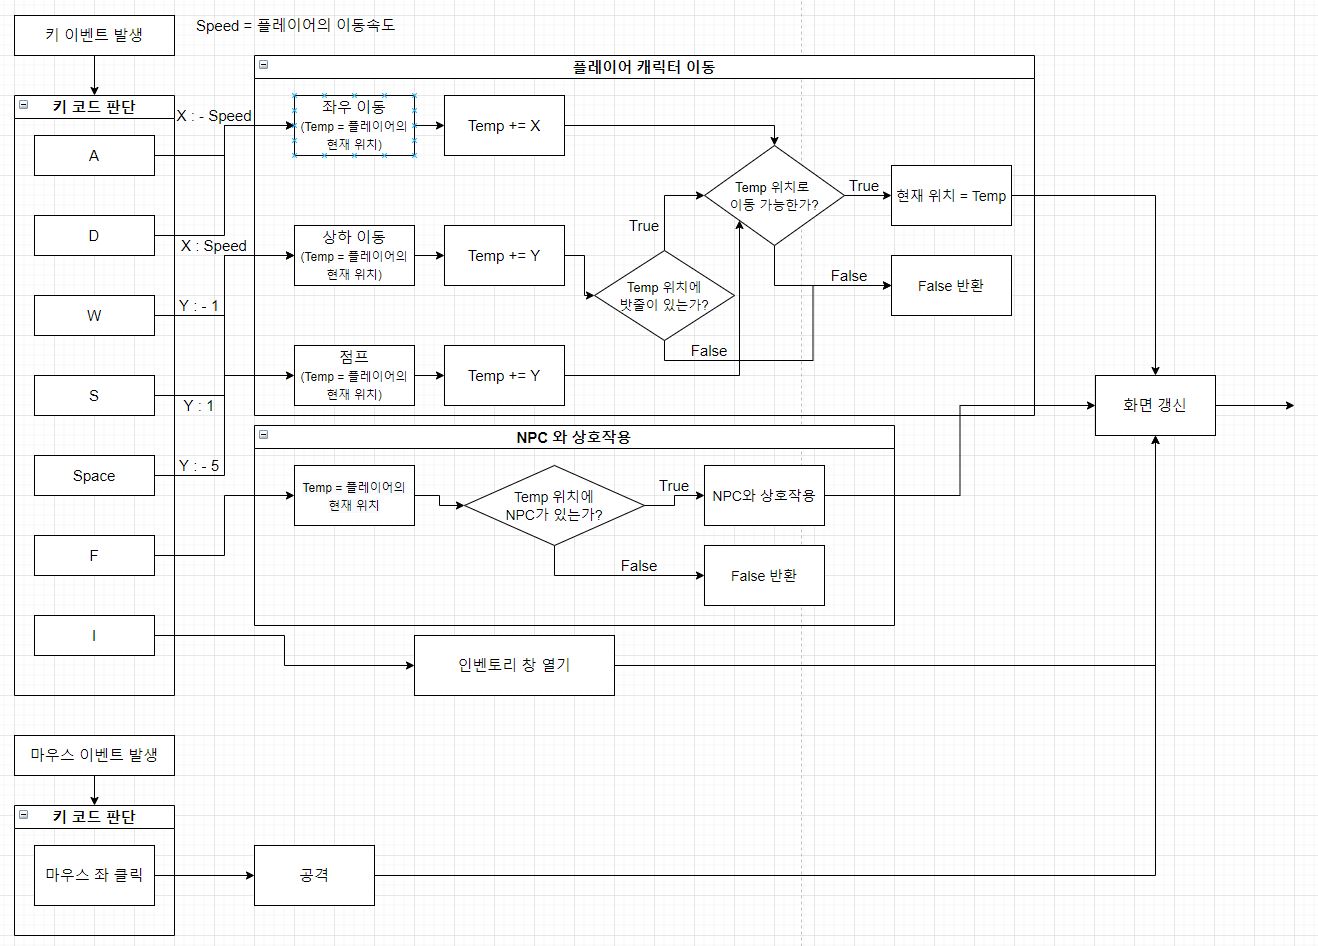 키 이벤트 발생
Speed = 플레이어의 이동속도
키 코드 판단
A
D
W
S
Space
F
I
X : - Speed
X : Speed
Y : - 1
Y : 1
Y : - 5
플레이어 캐릭터 이동
좌우 이동
(Temp = 플레이어의
현재 위치)
Temp += X
상하 이동
(Temp = 플레이어의
현재 위치)
Temp += Y
Temp 위치에
밧줄이 있는가?
True
False
점프
(Temp = 플레이어의
현재 위치)
Temp += Y
Temp 위치로
이동 가능한가?
True
현재 위치 = Temp
False
False 반환
NPC 와 상호작용
Temp = 플레이어의
현재 위치
Temp 위치에
NPC가 있는가?
True
NPC와 상호작용
False
False 반환
인벤토리 창 열기
화면 갱신
마우스 이벤트 발생
키 코드 판단
마우스 좌 클릭
공격